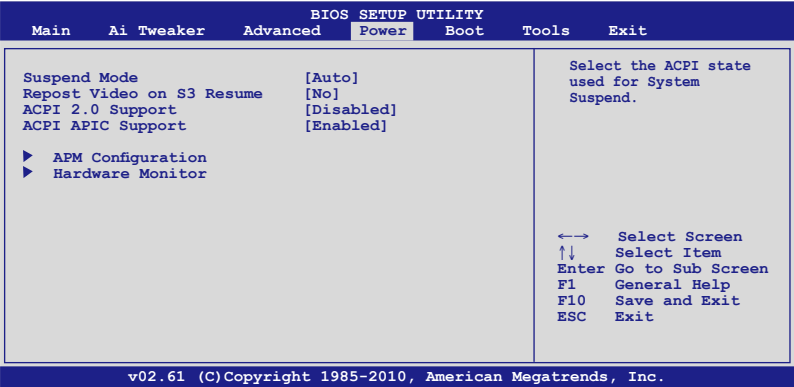 BIOS SETUP UTILITY
Main Ai Tweaker Advanced Power Boot Tools Exit
Suspend Mode [Auto]
Repost Video on S3 Resume [No]
ACPI 2.0 Support [Disabled]
ACPI APIC Support [Enabled]
APM Configuration
Hardware Monitor
Select the ACPI state
used for System
Suspend.
←→ Select Screen
↑↓ Select Item
Enter Go to Sub Screen
F1 General Help
F10 Save and Exit
ESC Exit
v02.61 (C)Copyright 1985-2010, American Megatrends, Inc.